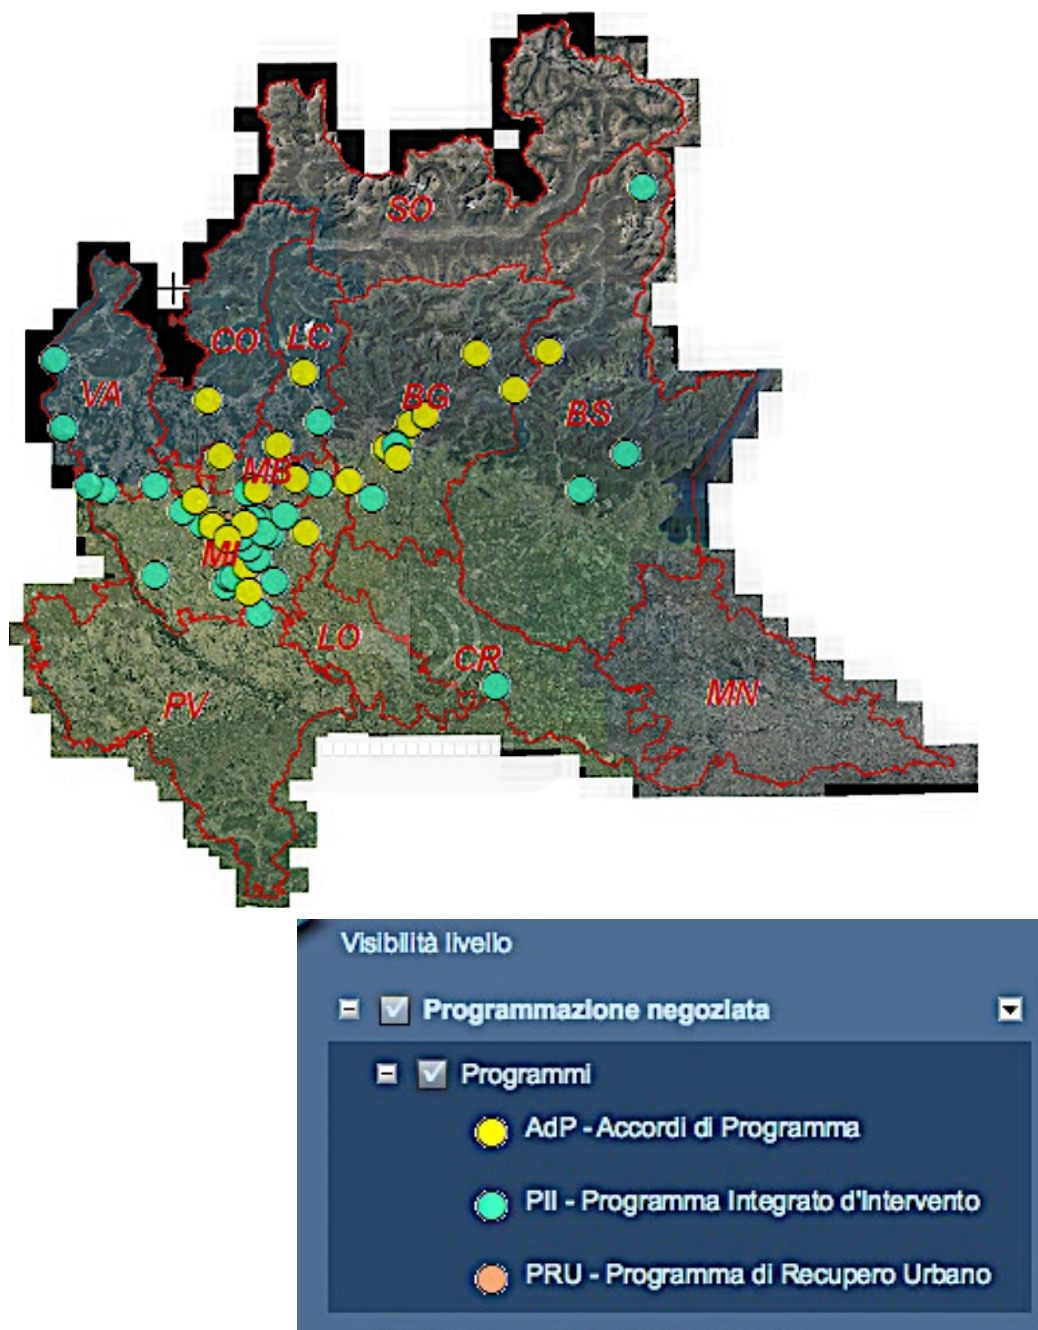 SO
CO
LC
VA
BG
BS
MB
MI
LO
CR
PV
MN
Visibilità livello
Programmazione negoziata
Programmi
AdP - Accordi di Programma
PII - Programma Integrato d'Intervento
PRU - Programma di Recupero Urbano